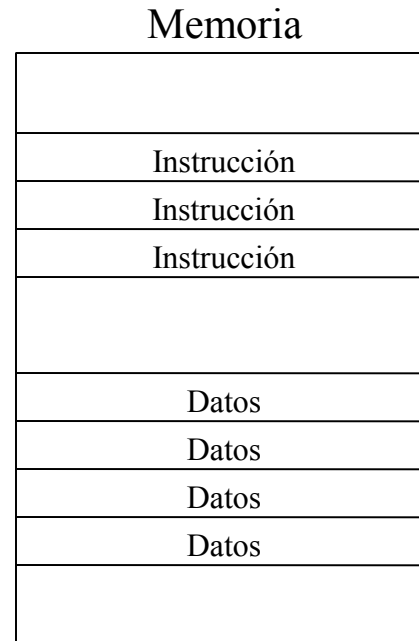 Memoria
Instrucción
Instrucción
Instrucción
Datos
Datos
Datos
Datos